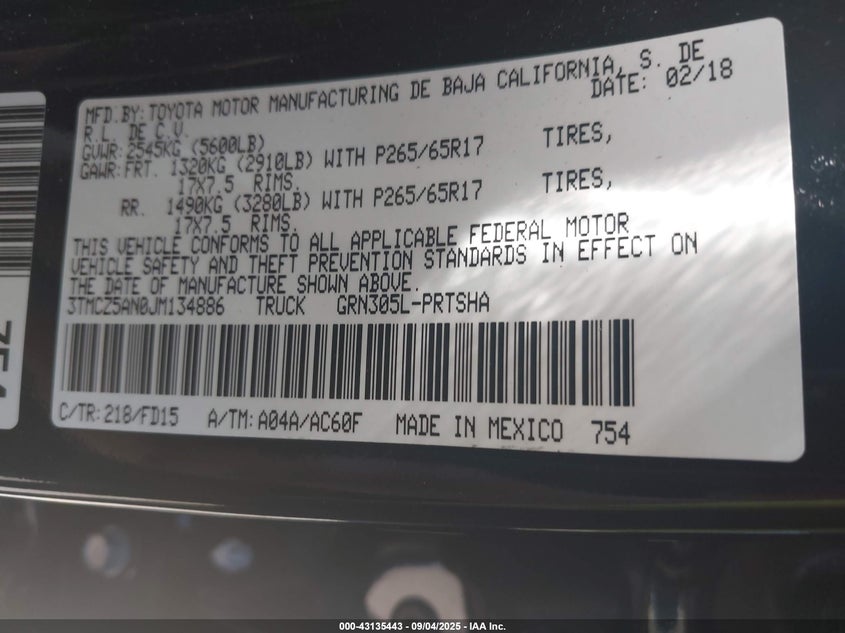 MFD.BY: TOYOTA MOTOR MANUFACTURING DE BAJA CALIFORNIA, S. DE
R.L. DE C.V. DATE: 02/18
GVWR: 2545KG (5600LB)
GAWR: FRT. 1320KG (2910LB) WITH P265/65R17 TIRES,
17X7.5 RIMS.
RR. 1490KG (3280LB) WITH P265/65R17 TIRES,
17X7.5 RIMS.
THIS VEHICLE CONFORMS TO ALL APPLICABLE FEDERAL MOTOR
VEHICLE SAFETY AND THEFT PREVENTION STANDARDS IN EFFECT ON
THE DATE OF MANUFACTURE SHOWN ABOVE.
3TMCZ5AN0JM134886 TRUCK GRN305L-PRTSHA
C/TR: 218/FD15 A/TM: A04A/AC60F MADE IN MEXICO 754
754
000-43135443 - 09/04/2025 - IAA Inc.